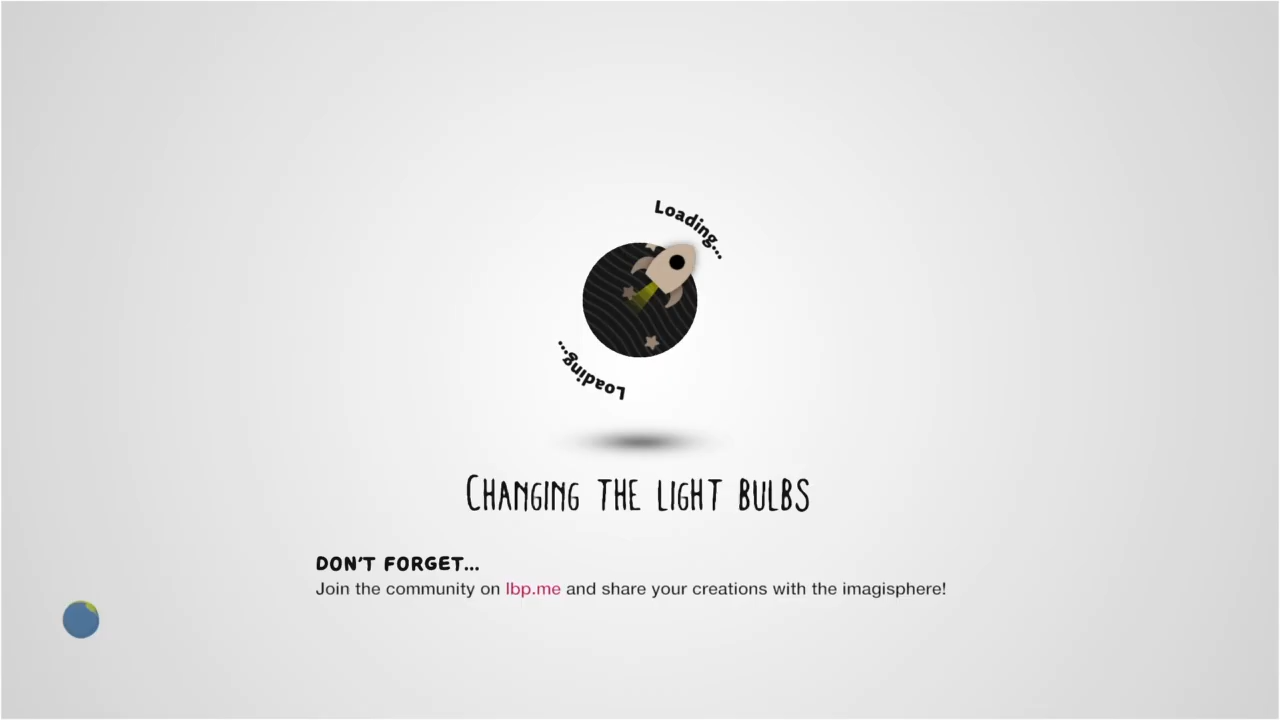 Loading...
Loading...
Changing the light bulbs
DON'T FORGET...
Join the community on lbp.me and share your creations with the imagisphere!